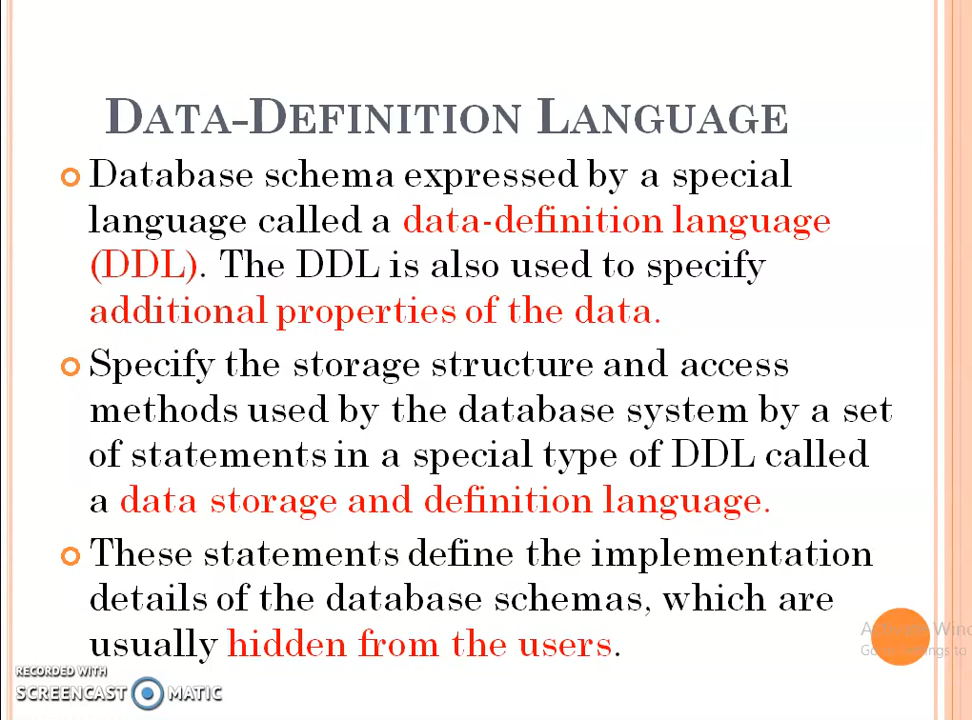 DATA-DEFINITION LANGUAGE
Database schema expressed by a special
language called a data-definition language
(DDL). The DDL is also used to specify
additional properties of the data.
Specify the storage structure and access
methods used by the database system by a set
of statements in a special type of DDL called
a data storage and definition language.
These statements define the implementation
details of the database schemas, which are
usually hidden from the users.
RECORDED WITH
SCREENCAST MATIC